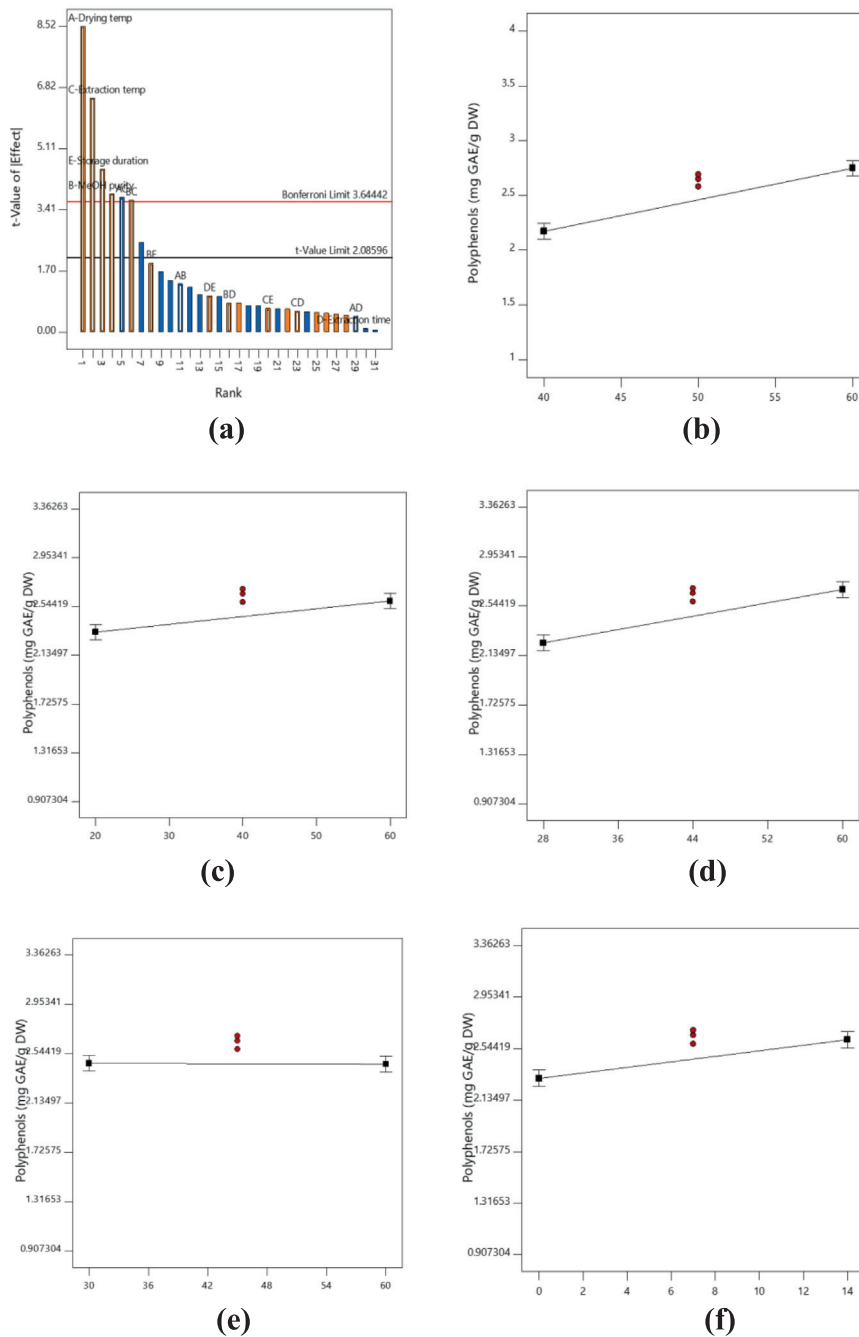 8.52
6.82
5.11
3.41
1.70
0.00
t-Value of |Effect|
A-Drying temp
C-Extraction temp
E-Storage duration
B-MeOH purity
AC
BC
Bonferroni Limit 3.64442
t-Value Limit 2.08596
BE
AB
DE
BD
CE
CD
AD
D-Extraction time
1 3 5 7 9 11 13 15 17 19 21 23 25 27 29 31
Rank
(a)
4
3.5
3
2.5
2
1.5
1
Polyphenols (mg GAE/g DW)
40 45 50 55 60
(b)
3.36263
2.95341
2.54419
2.13497
1.72575
1.31653
0.907304
Polyphenols (mg GAE/g DW)
20 30 40 50 60
(c)
3.36263
2.95341
2.54419
2.13497
1.72575
1.31653
0.907304
Polyphenols (mg GAE/g DW)
28 36 44 52 60
(d)
3.36263
2.95341
2.54419
2.13497
1.72575
1.31653
0.907304
Polyphenols (mg GAE/g DW)
30 36 42 48 54 60
(e)
3.36263
2.95341
2.54419
2.13497
1.72575
1.31653
0.907304
Polyphenols (mg GAE/g DW)
0 2 4 6 8 10 12 14
(f)